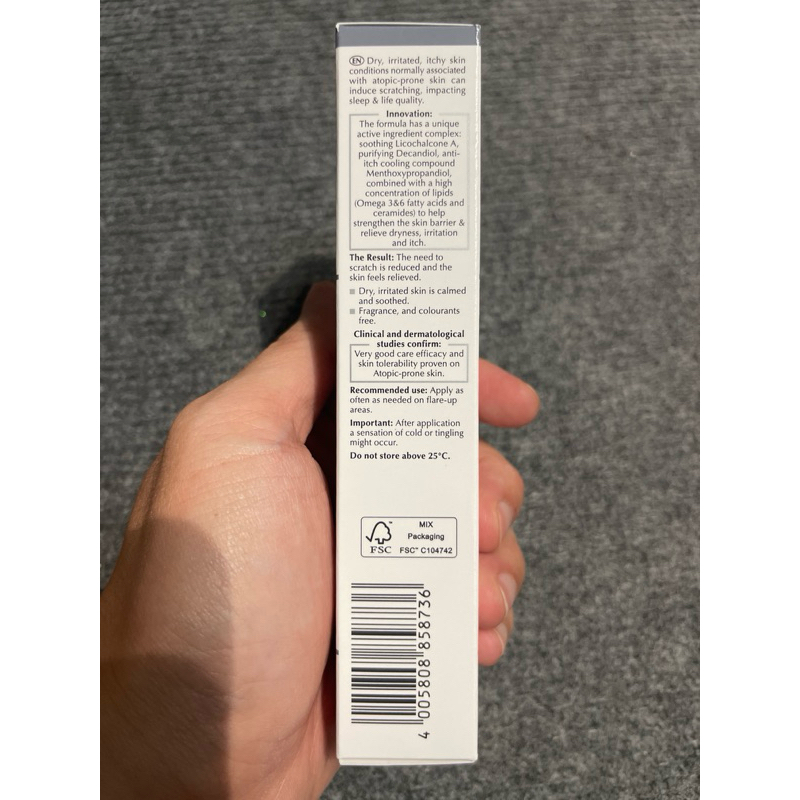 EN Dry, irritated, itchy skin
conditions normally associated
with atopic-prone skin can
induce scratching, impacting
sleep & life quality.
Innovation:
The formula has a unique
active ingredient complex:
soothing Licochalcone A,
purifying Decandiol, anti-
itch cooling compound
Menthoxypropandiol,
combined with a high
concentration of lipids
(Omega 3&6 fatty acids and
ceramides) to help
strengthen the skin barrier &
relieve dryness, irritation
and itch.
The Result: The need to
scratch is reduced and the
skin feels relieved.
Dry, irritated skin is calmed
and soothed.
Fragrance, and colourants
free.
Clinical and dermatological
studies confirm:
Very good care efficacy and
skin tolerability proven on
Atopic-prone skin.
Recommended use: Apply as
often as needed on flare-up
areas.
Important: After application
a sensation of cold or tingling
might occur.
Do not store above 25°C.
FSC™
MIX
Packaging
FSC™ C104742
4 005808 858736